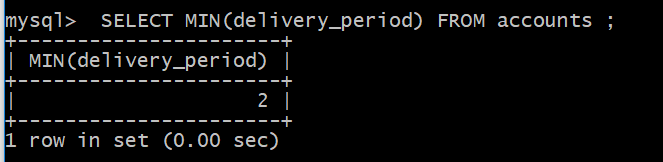 mysql>  SELECT MIN(delivery_period) FROM accounts ;
+----------------------+
| MIN(delivery_period) |
+----------------------+
|                    2 |
+----------------------+
1 row in set (0.00 sec)